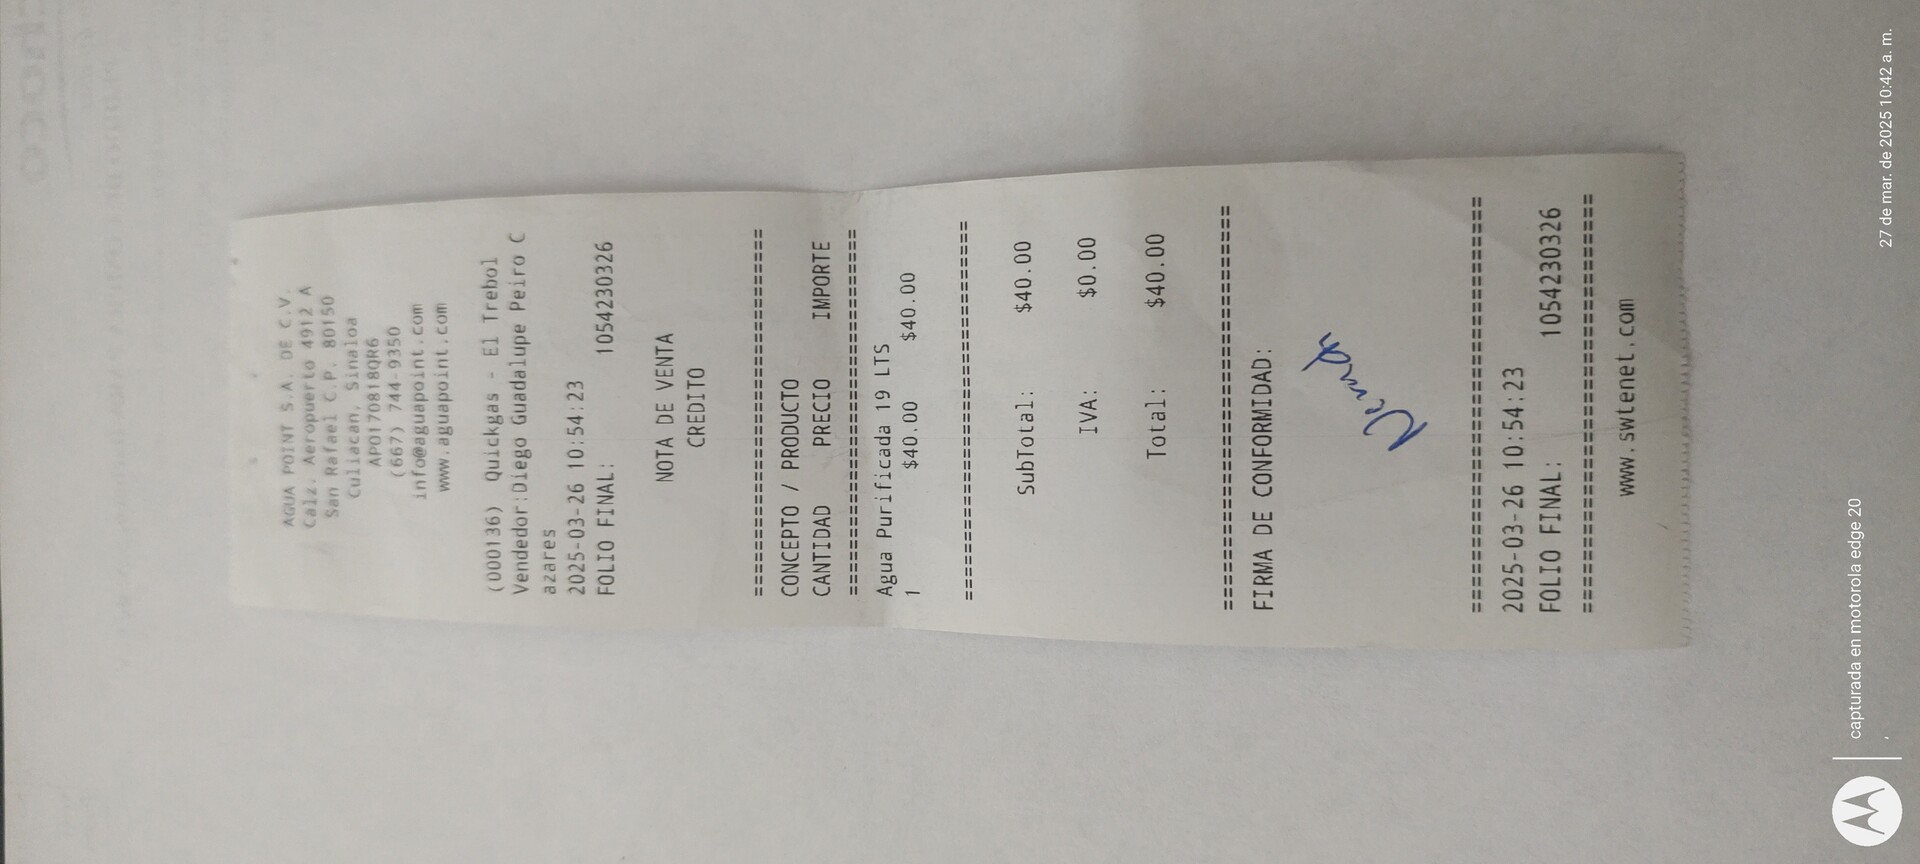 AGUA POINT S.A. DE C.V.
Calz. Aeropuerto 4912 A
San Rafael C.P. 80150
Culiacan, Sinaloa
APO170818QR6
(667) 744-9350
info@aguapoint.com
www.aguapoint.com
(000136) Quickgas - El Trebol
Vendedor:Diego Guadalupe Peiro C
azares
2025-03-26 10:54:23
FOLIO FINAL: 1054230326
NOTA DE VENTA
CREDITO
================================
CONCEPTO / PRODUCTO
CANTIDAD PRECIO IMPORTE
================================
Agua Purificada 19 LTS
1 $40.00 $40.00
================================
SubTotal: $40.00
IVA: $0.00
Total: $40.00
================================
FIRMA DE CONFORMIDAD:
================================
2025-03-26 10:54:23
FOLIO FINAL: 1054230326
================================
www.swtenet.com
capturada en motorola edge 20
27 de mar. de 2025 10:42 a. m.